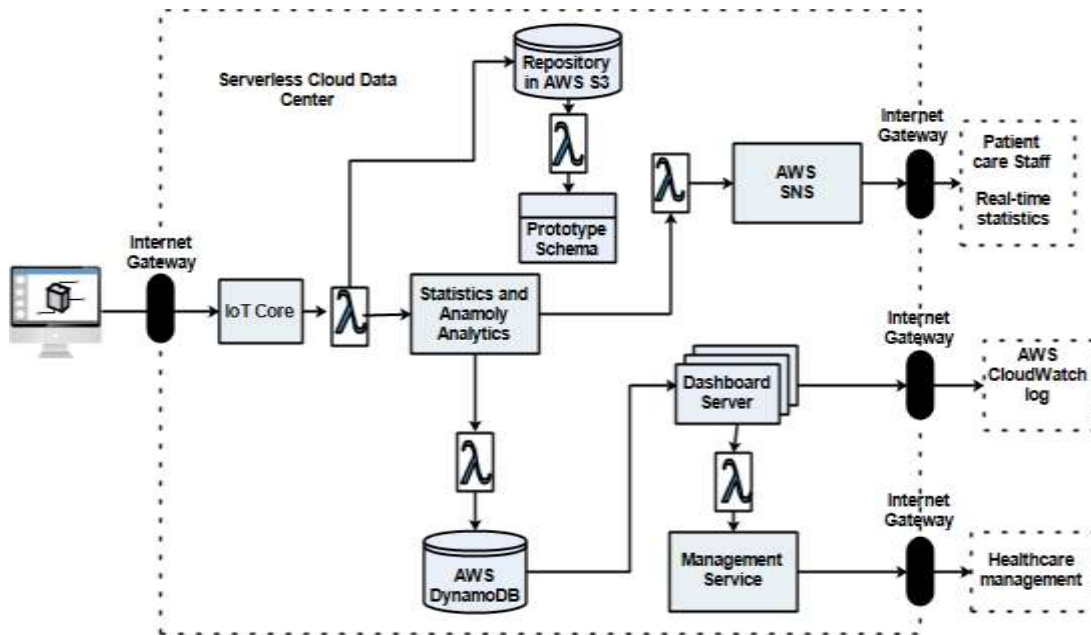 Serverless Cloud Data
Center
Repository
in AWS S3
λ
Prototype
Schema
Internet
Gateway
IoT Core
λ
Statistics and
Anamoly
Analytics
λ
AWS
SNS
Internet
Gateway
Patient
care Staff
Real-time
statistics
λ
AWS
DynamoDB
Dashboard
Server
Internet
Gateway
AWS
CloudWatch
log
λ
Management
Service
Internet
Gateway
Healthcare
management